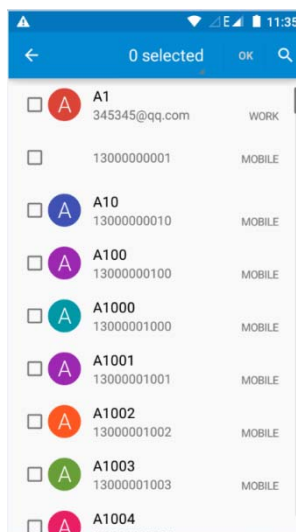 11:35
0 selected OK
A A1
345345@qq.com WORK
13000000001 MOBILE
A A10
13000000010 MOBILE
A A100
13000000100 MOBILE
A A1000
13000001000 MOBILE
A A1001
13000001001 MOBILE
A A1002
13000001002 MOBILE
A A1003
13000001003 MOBILE
A A1004